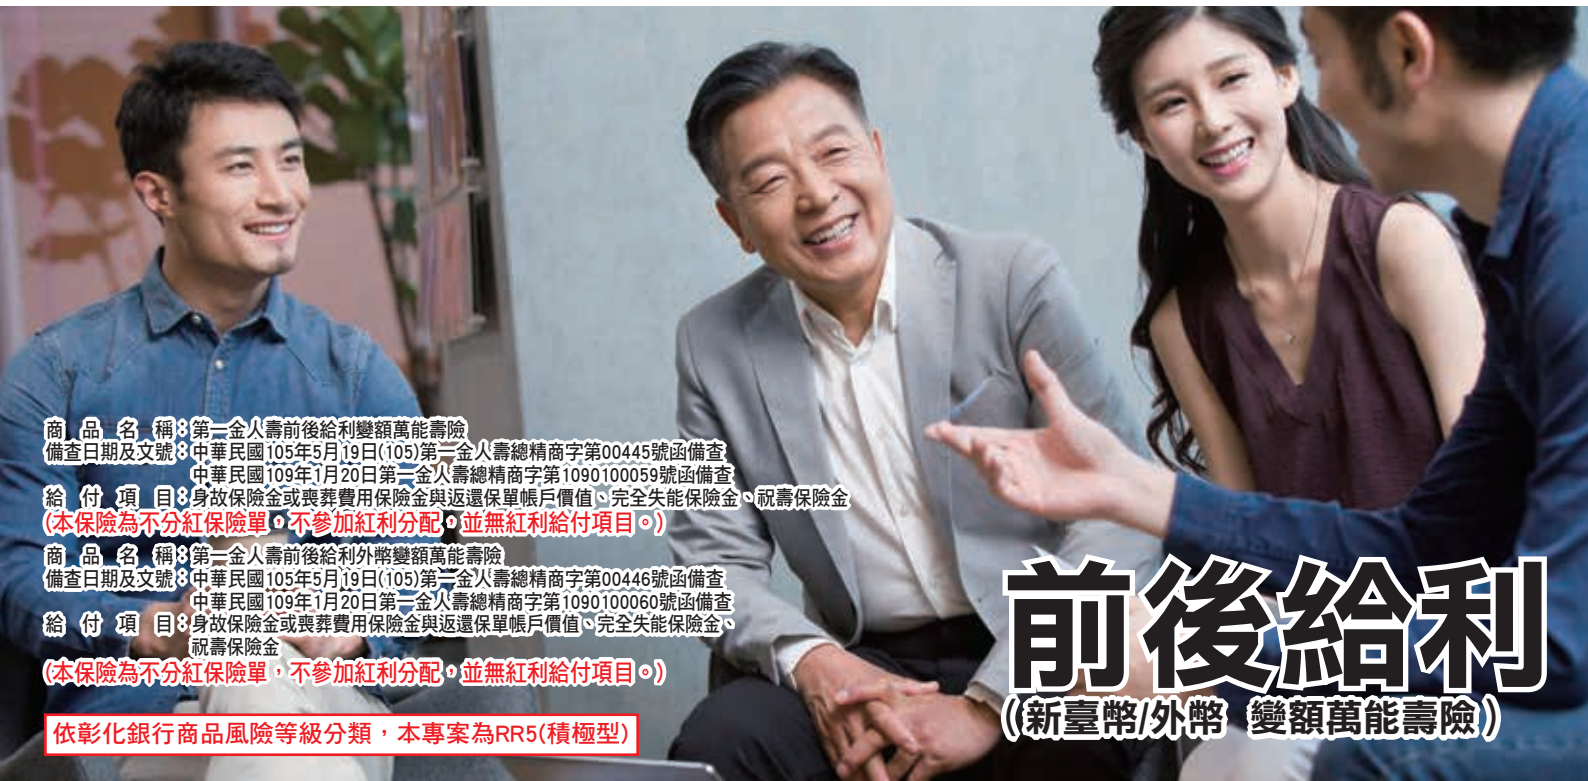 商品名稱：第一金人壽前後給利變額萬能壽險
備查日期及文號：中華民國105年5月19日(105)第一金人壽總精商字第00445號函備查
中華民國109年1月20日第一金人壽總精商字第1090100059號函備查
給付項目：身故保險金或喪葬費用保險金與返還保單帳戶價值、完全失能保險金、祝壽保險金
(本保險為不分紅保險單，不參加紅利分配，並無紅利給付項目。)
商品名稱：第一金人壽前後給利外幣變額萬能壽險
備查日期及文號：中華民國105年5月19日(105)第一金人壽總精商字第00446號函備查
中華民國109年1月20日第一金人壽總精商字第1090100060號函備查
給付項目：身故保險金或喪葬費用保險金與返還保單帳戶價值、完全失能保險金、
祝壽保險金
(本保險為不分紅保險單，不參加紅利分配，並無紅利給付項目。)
依彰化銀行商品風險等級分類，本專案為RR5(積極型)
前後給利
(新臺幣/外幣 變額萬能壽險)